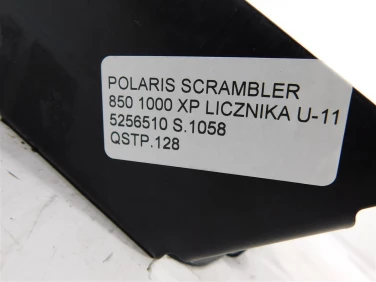 POLARIS SCRAMBLER
850 1000 XP LICZNIKA U-11
5256510 S.1058
QSTP.128